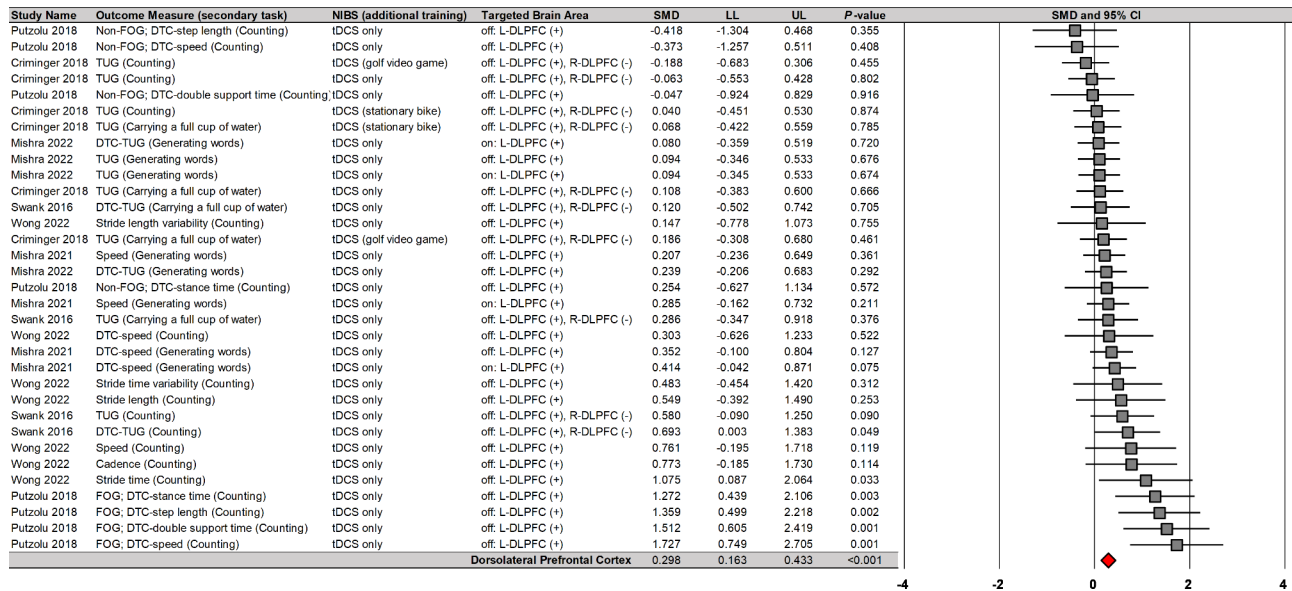 Study Name Outcome Measure (secondary task) NIBS (additional training) Targeted Brain Area SMD LL UL P-value SMD and 95% CI
Putzolu 2018 Non-FOG; DTC-step length (Counting) tDCS only off: L-DLPFC (+) -0.418 -1.304 0.468 0.355
Putzolu 2018 Non-FOG; DTC-speed (Counting) tDCS only off: L-DLPFC (+) -0.373 -1.257 0.511 0.408
Criminger 2018 TUG (Counting) tDCS (golf video game) off: L-DLPFC (+), R-DLPFC (-) -0.188 -0.683 0.306 0.455
Criminger 2018 TUG (Counting) tDCS only off: L-DLPFC (+), R-DLPFC (-) -0.063 -0.553 0.428 0.802
Putzolu 2018 Non-FOG; DTC-double support time (Counting) tDCS only off: L-DLPFC (+) -0.047 -0.924 0.829 0.916
Criminger 2018 TUG (Counting) tDCS (stationary bike) off: L-DLPFC (+), R-DLPFC (-) 0.040 -0.451 0.530 0.874
Criminger 2018 TUG (Carrying a full cup of water) tDCS (stationary bike) off: L-DLPFC (+), R-DLPFC (-) 0.068 -0.422 0.559 0.785
Mishra 2022 DTC-TUG (Generating words) tDCS only on: L-DLPFC (+) 0.080 -0.359 0.519 0.720
Mishra 2022 TUG (Generating words) tDCS only off: L-DLPFC (+) 0.094 -0.346 0.533 0.676
Mishra 2022 TUG (Generating words) tDCS only on: L-DLPFC (+) 0.094 -0.345 0.533 0.674
Criminger 2018 TUG (Carrying a full cup of water) tDCS only off: L-DLPFC (+), R-DLPFC (-) 0.108 -0.383 0.600 0.666
Swank 2016 DTC-TUG (Carrying a full cup of water) tDCS only off: L-DLPFC (+), R-DLPFC (-) 0.120 -0.502 0.742 0.705
Wong 2022 Stride length variability (Counting) tDCS only off: L-DLPFC (+) 0.147 -0.778 1.073 0.755
Criminger 2018 TUG (Carrying a full cup of water) tDCS (golf video game) off: L-DLPFC (+), R-DLPFC (-) 0.186 -0.308 0.680 0.461
Mishra 2021 Speed (Generating words) tDCS only off: L-DLPFC (+) 0.207 -0.236 0.649 0.361
Mishra 2022 DTC-TUG (Generating words) tDCS only off: L-DLPFC (+) 0.239 -0.206 0.683 0.292
Putzolu 2018 Non-FOG; DTC-stance time (Counting) tDCS only off: L-DLPFC (+) 0.254 -0.627 1.134 0.572
Mishra 2021 Speed (Generating words) tDCS only on: L-DLPFC (+) 0.285 -0.162 0.732 0.211
Swank 2016 TUG (Carrying a full cup of water) tDCS only off: L-DLPFC (+), R-DLPFC (-) 0.286 -0.347 0.918 0.376
Wong 2022 DTC-speed (Counting) tDCS only off: L-DLPFC (+) 0.303 -0.626 1.233 0.522
Mishra 2021 DTC-speed (Generating words) tDCS only off: L-DLPFC (+) 0.352 -0.100 0.804 0.127
Mishra 2021 DTC-speed (Generating words) tDCS only on: L-DLPFC (+) 0.414 -0.042 0.871 0.075
Wong 2022 Stride time variability (Counting) tDCS only off: L-DLPFC (+) 0.483 -0.454 1.420 0.312
Wong 2022 Stride length (Counting) tDCS only off: L-DLPFC (+) 0.549 -0.392 1.490 0.253
Swank 2016 TUG (Counting) tDCS only off: L-DLPFC (+), R-DLPFC (-) 0.580 -0.090 1.250 0.090
Swank 2016 DTC-TUG (Counting) tDCS only off: L-DLPFC (+), R-DLPFC (-) 0.693 0.003 1.383 0.049
Wong 2022 Speed (Counting) tDCS only off: L-DLPFC (+) 0.761 -0.195 1.718 0.119
Wong 2022 Cadence (Counting) tDCS only off: L-DLPFC (+) 0.773 -0.185 1.730 0.114
Wong 2022 Stride time (Counting) tDCS only off: L-DLPFC (+) 1.075 0.087 2.064 0.033
Putzolu 2018 FOG; DTC-stance time (Counting) tDCS only off: L-DLPFC (+) 1.272 0.439 2.106 0.003
Putzolu 2018 FOG; DTC-step length (Counting) tDCS only off: L-DLPFC (+) 1.359 0.499 2.218 0.002
Putzolu 2018 FOG; DTC-double support time (Counting) tDCS only off: L-DLPFC (+) 1.512 0.605 2.419 0.001
Putzolu 2018 FOG; DTC-speed (Counting) tDCS only off: L-DLPFC (+) 1.727 0.749 2.705 0.001
Dorsolateral Prefrontal Cortex 0.298 0.163 0.433 <0.001
-4 -2 0 2 4